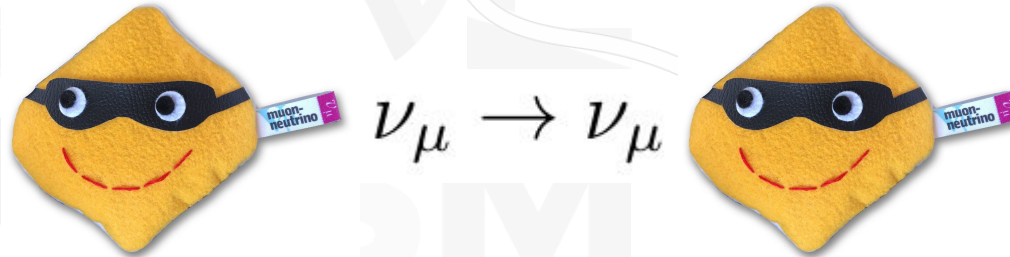 muon-
neutrino
ν_μ → ν_μ
muon-
neutrino